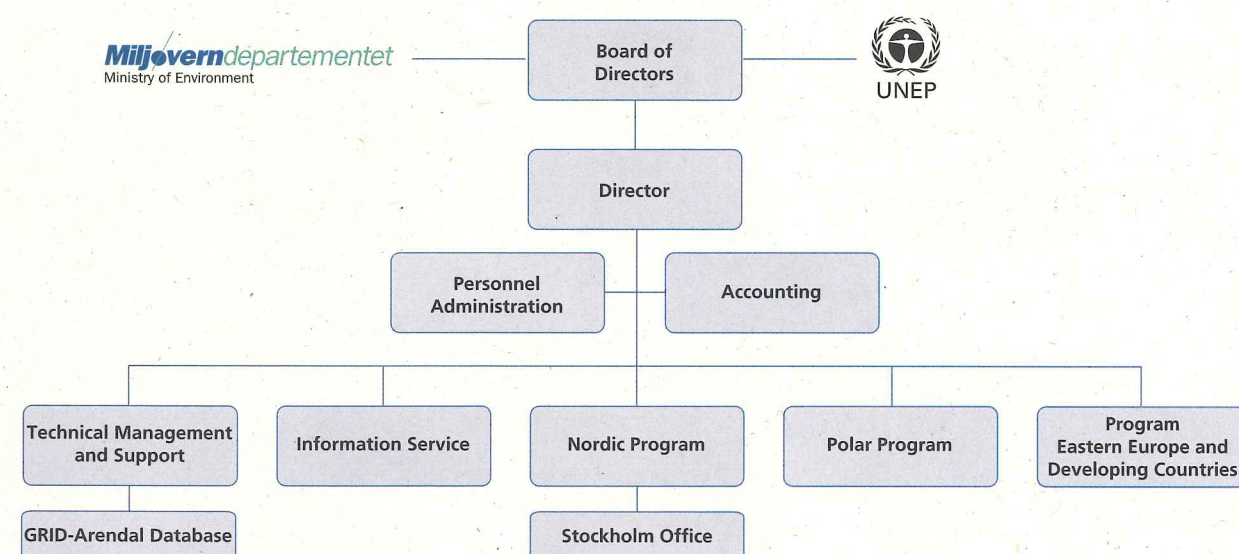 Miljøverndepartementet
Ministry of Environment
Board of
Directors
UNEP
Director
Personnel
Administration
Accounting
Technical Management
and Support
Information Service
Nordic Program
Polar Program
Program
Eastern Europe and
Developing Countries
GRID-Arendal Database
Stockholm Office